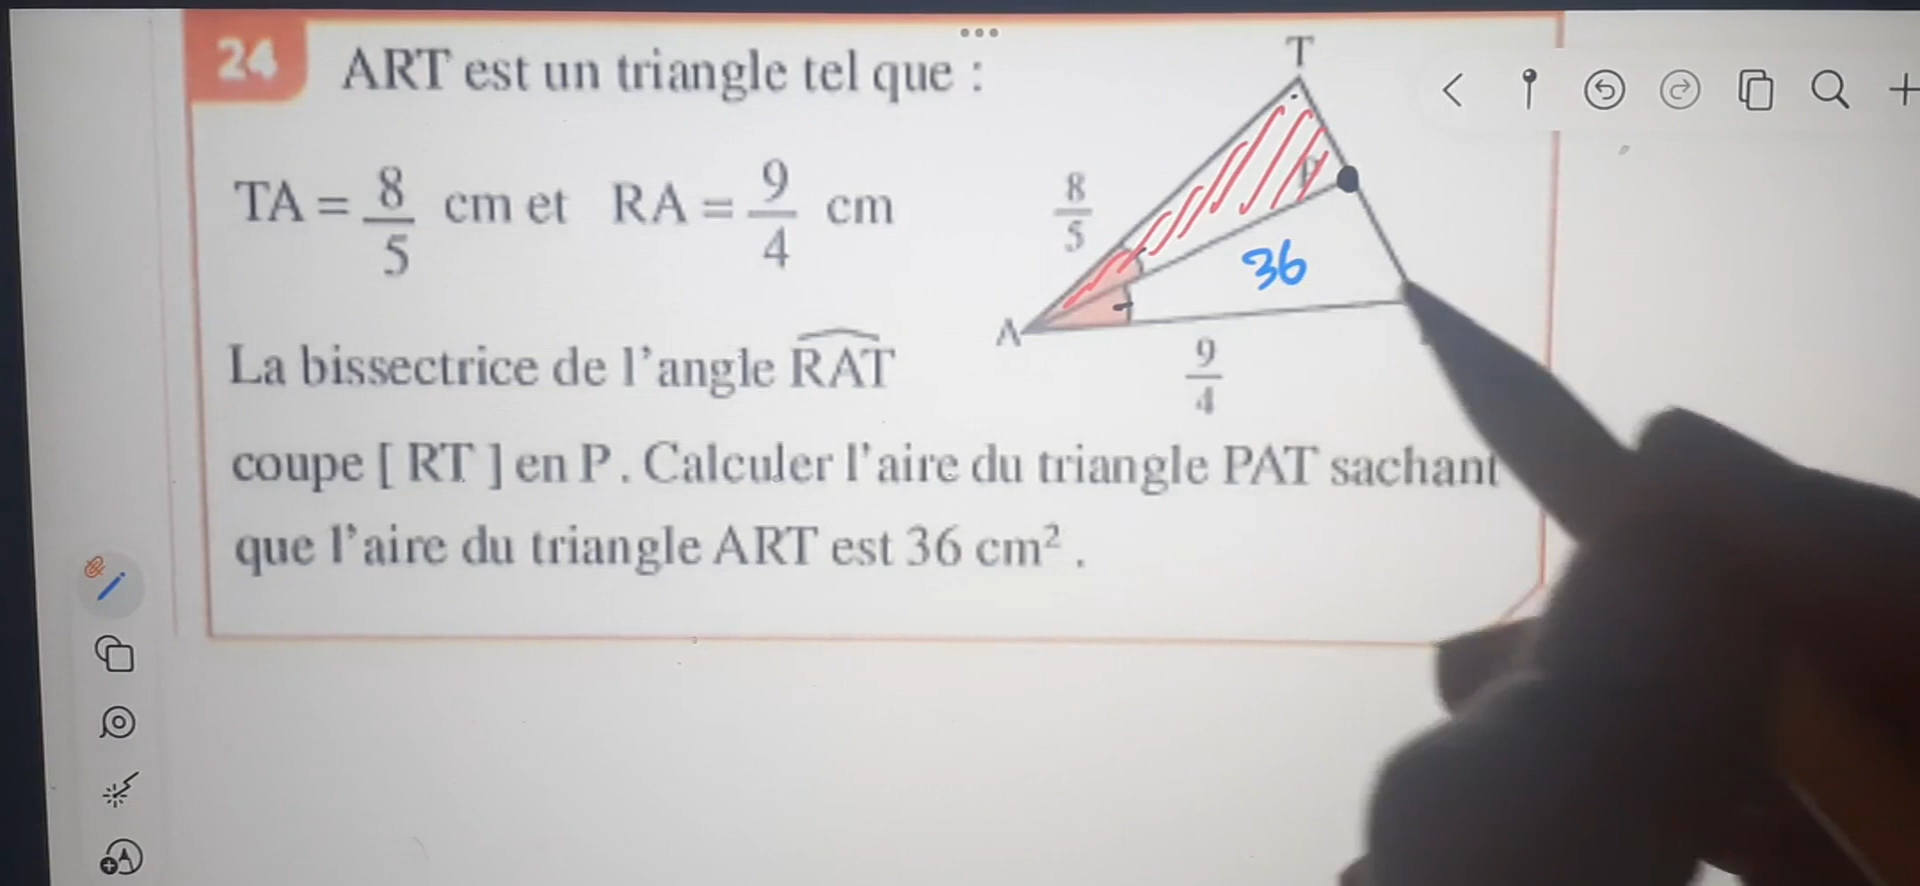 24 ART est un triangle tel que :
TA = 8/5 cm et RA = 9/4 cm
La bissectrice de l'angle RAT
coupe [ RT ] en P . Calculer l'aire du triangle PAT sachant
que l'aire du triangle ART est 36 cm² .
T
P
8/5
36
A
9/4